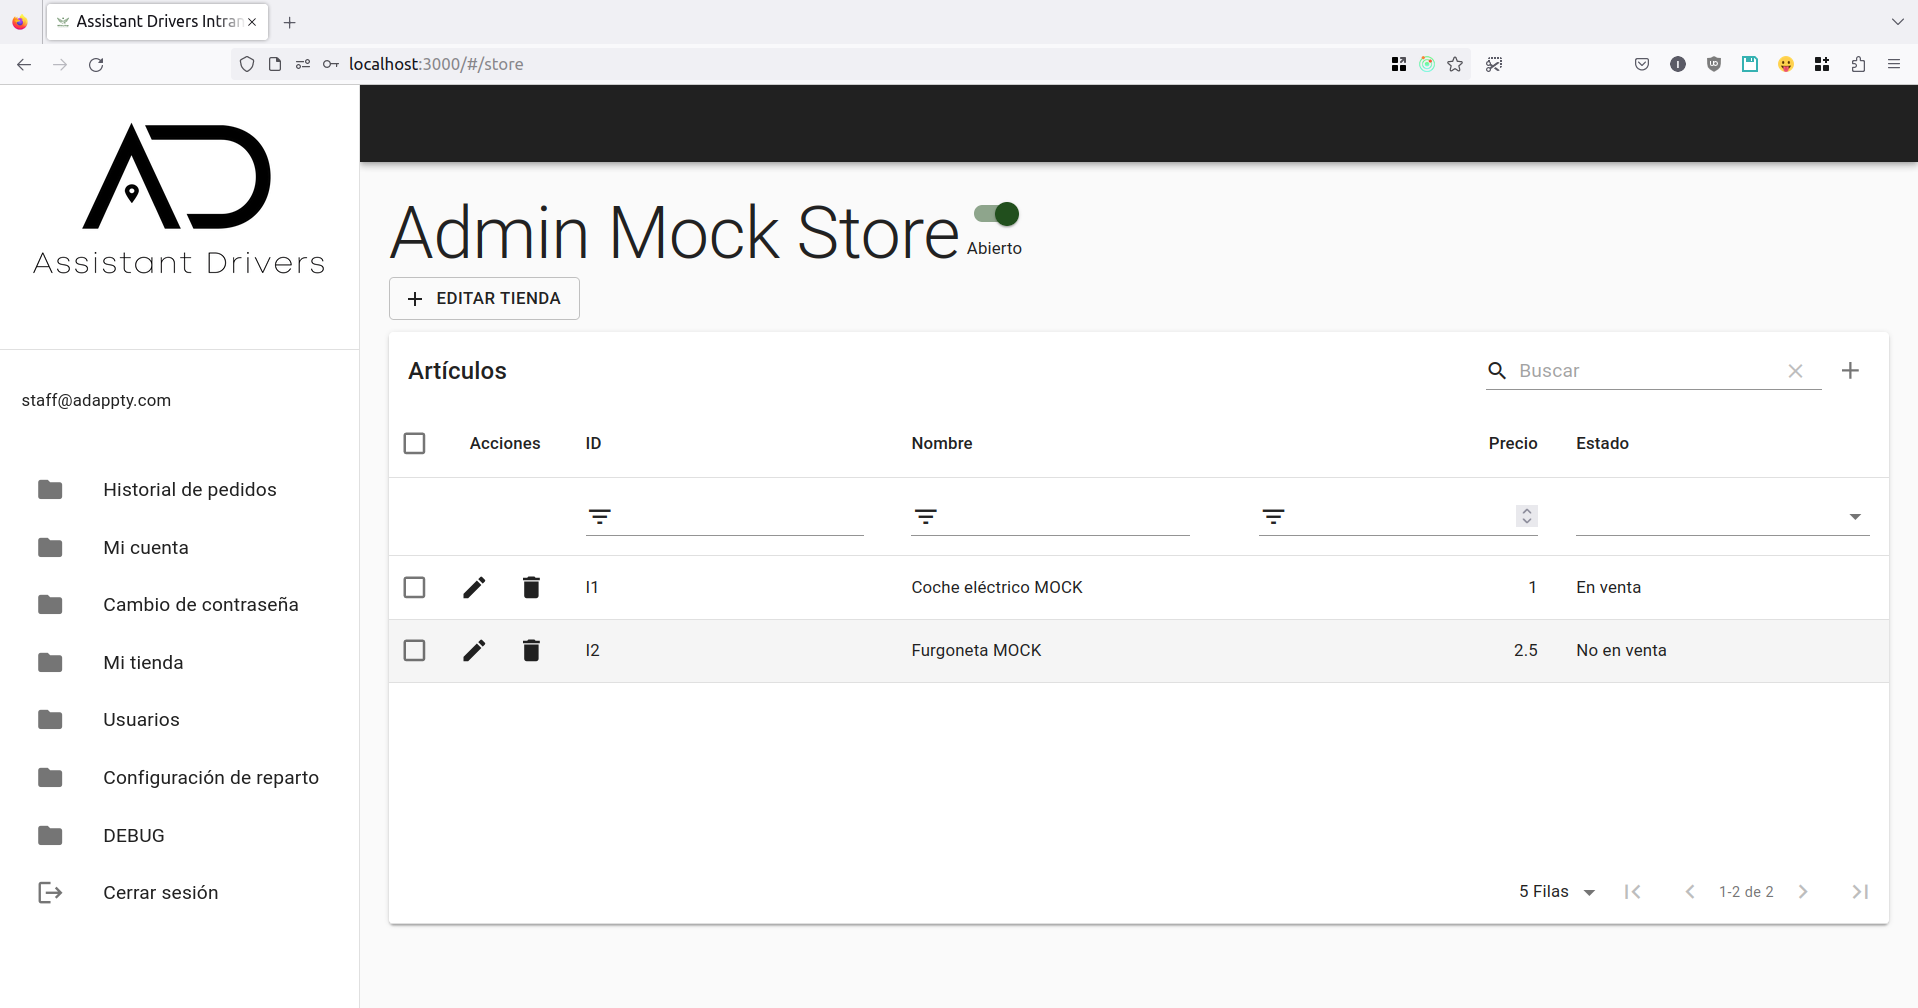 Assistant Drivers Intran
localhost:3000/#/store
AD
Assistant Drivers
staff@adappty.com
Historial de pedidos
Mi cuenta
Cambio de contraseña
Mi tienda
Usuarios
Configuración de reparto
DEBUG
Cerrar sesión
Admin Mock Store
Abierto
EDITAR TIENDA
Artículos
Buscar
Acciones ID Nombre Precio Estado
I1 Coche eléctrico MOCK 1 En venta
I2 Furgoneta MOCK 2.5 No en venta
5 Filas 1-2 de 2